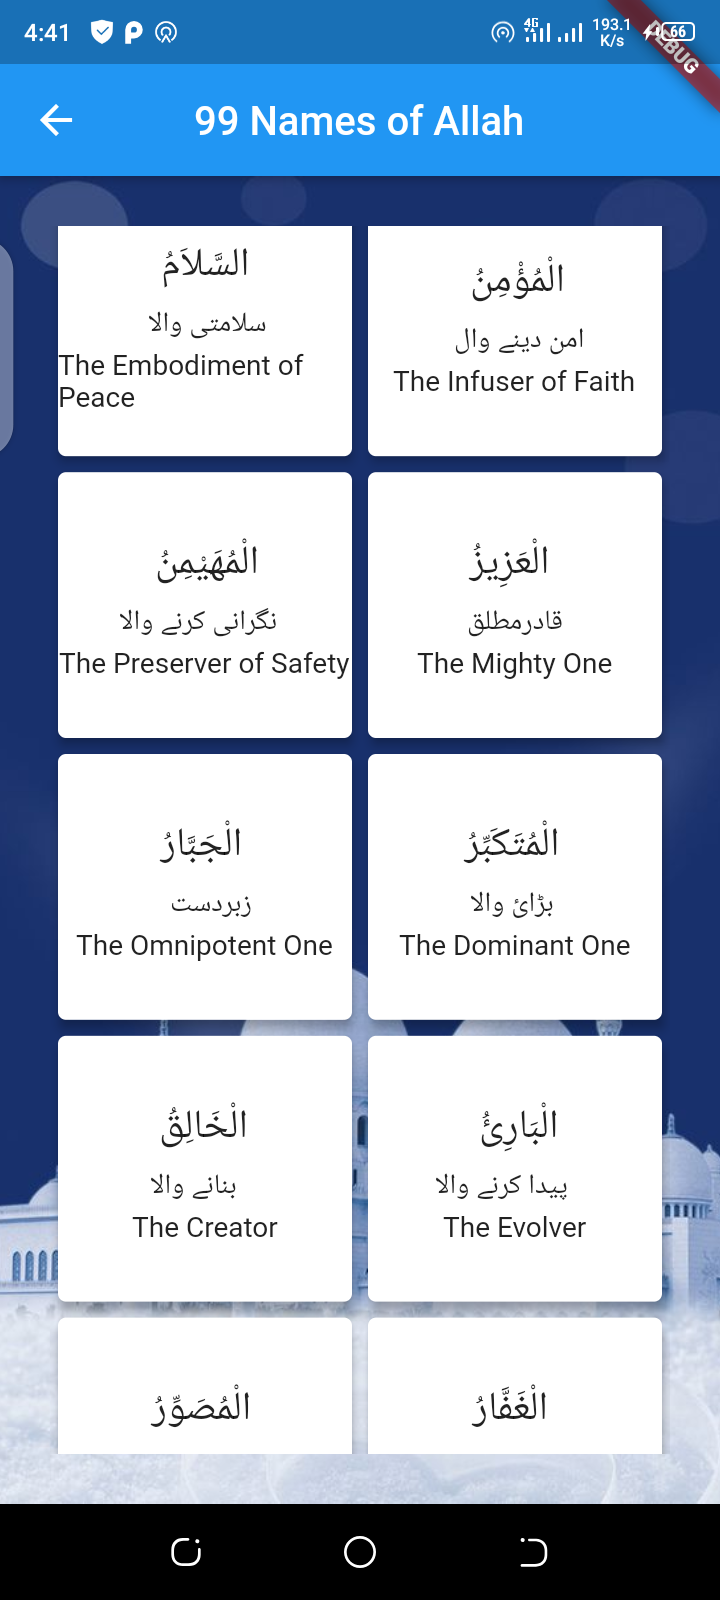 4:41
4G
193.1
K/s
66
DEBUG
99 Names of Allah
السَّلاَمُ
سلامتی والا
The Embodiment of
Peace
الْمُؤْمِنُ
امن دینے وال
The Infuser of Faith
الْمُهَيْمِنُ
نگرانی کرنے والا
The Preserver of Safety
الْعَزِيزُ
قادرمطلق
The Mighty One
الْجَبَّارُ
زبردست
The Omnipotent One
الْمُتَكَبِّرُ
بڑائ والا
The Dominant One
الْخَالِقُ
بنانے والا
The Creator
الْبَارِئُ
پیدا کرنے والا
The Evolver
الْمُصَوِّرُ
الْغَفَّارُ